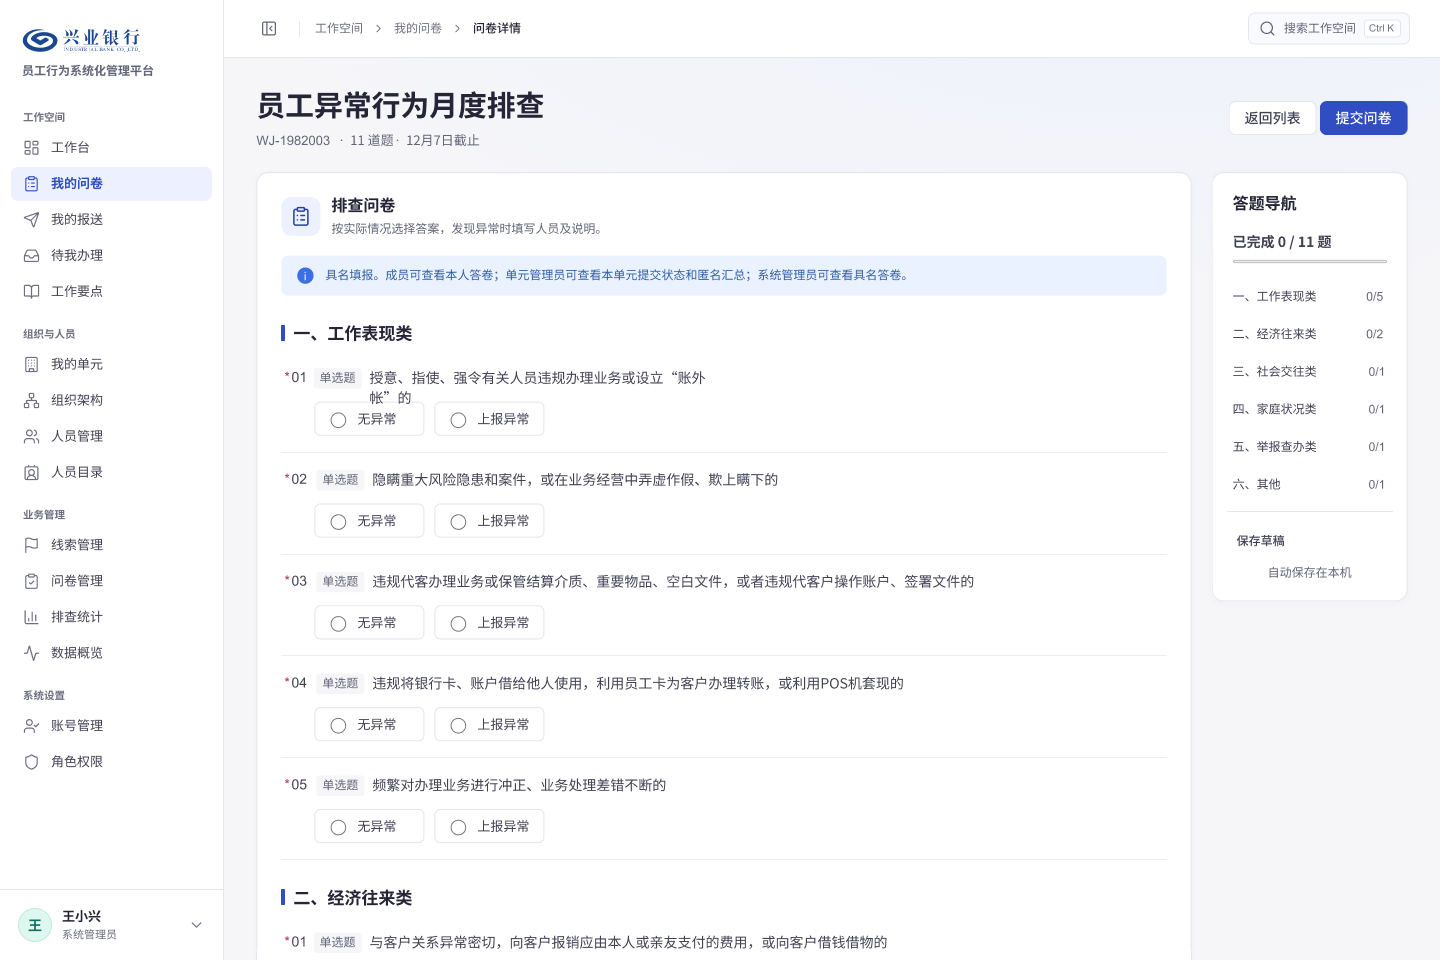 兴业银行
INDUSTRIAL BANK CO.,LTD.
员工行为系统化管理平台
工作空间
工作台
我的问卷
我的报送
待我办理
工作要点
组织与人员
我的单元
组织架构
人员管理
人员目录
业务管理
线索管理
问卷管理
排查统计
数据概览
系统设置
账号管理
角色权限
王
王小兴
系统管理员
工作空间 > 我的问卷 > 问卷详情
搜索工作空间 Ctrl K
员工异常行为月度排查
WJ-1982003 · 11 道题 · 12月7日截止
返回列表
提交问卷
排查问卷
按实际情况选择答案，发现异常时填写人员及说明。
i 具名填报。成员可查看本人答卷；单元管理员可查看本单元提交状态和匿名汇总；系统管理员可查看具名答卷。
一、工作表现类
*01 单选题 授意、指使、强令有关人员违规办理业务或设立“账外
帐”的
无异常 上报异常
*02 单选题 隐瞒重大风险隐患和案件，或在业务经营中弄虚作假、欺上瞒下的
无异常 上报异常
*03 单选题 违规代客办理业务或保管结算介质、重要物品、空白文件，或者违规代客户操作账户、签署文件的
无异常 上报异常
*04 单选题 违规将银行卡、账户借给他人使用，利用员工卡为客户办理转账，或利用POS机套现的
无异常 上报异常
*05 单选题 频繁对办理业务进行冲正、业务处理差错不断的
无异常 上报异常
二、经济往来类
*01 单选题 与客户关系异常密切，向客户报销应由本人或亲友支付的费用，或向客户借钱借物的
答题导航
已完成 0 / 11 题
一、工作表现类 0/5
二、经济往来类 0/2
三、社会交往类 0/1
四、家庭状况类 0/1
五、举报查办类 0/1
六、其他 0/1
保存草稿
自动保存在本机